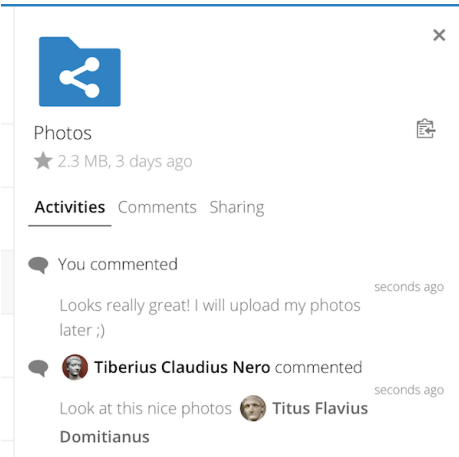 Photos
2.3 MB, 3 days ago
Activities Comments Sharing
You commented
seconds ago
Looks really great! I will upload my photos
later ;)
Tiberius Claudius Nero commented
seconds ago
Look at this nice photos Titus Flavius
Domitianus